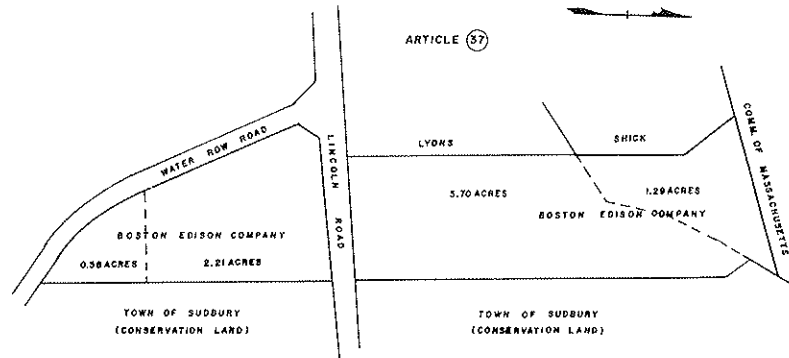 ARTICLE 37
WATER ROW ROAD
LINCOLN ROAD
LYONS
SHICK
COMM. OF MASSACHUSETTS
3.70 ACRES
1.29 ACRES
BOSTON EDISON COMPANY
BOSTON EDISON COMPANY
0.58 ACRES
2.21 ACRES
TOWN OF SUDBURY
(CONSERVATION LAND)
TOWN OF SUDBURY
(CONSERVATION LAND)